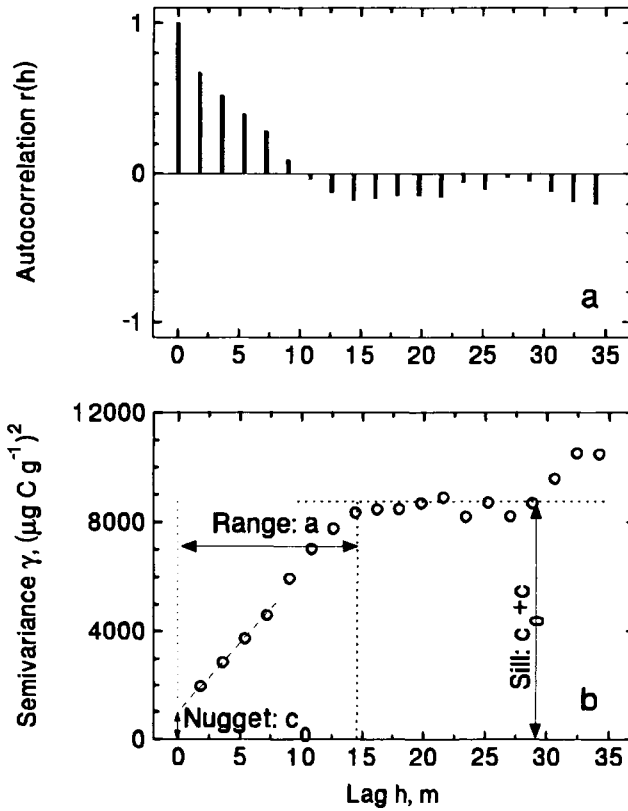 Autocorrelation r(h)
1
0
-1
0 5 10 15 20 25 30 35
a
Semivariance γ, (μg C g⁻¹)²
12000
8000
4000
0
Range: a
Nugget: c₀
Sill: c₀+c
b
0 5 10 15 20 25 30 35
Lag h, m